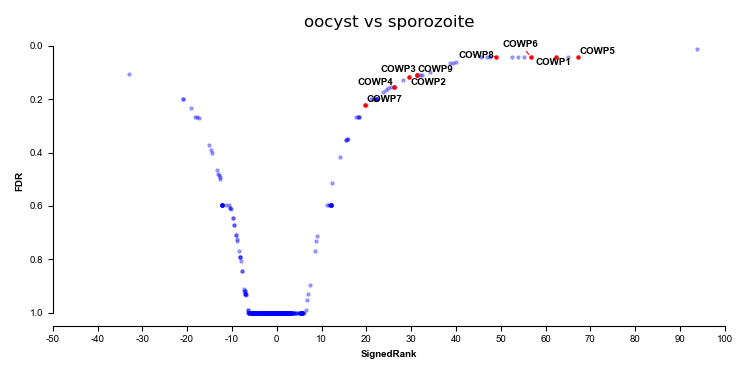 oocyst vs sporozoite
0.0
0.2
0.4
0.6
0.8
1.0
FDR
COWP6
COWP8
COWP1
COWP5
COWP3
COWP9
COWP4
COWP2
COWP7
-50
-40
-30
-20
-10
0
10
20
30
40
50
60
70
80
90
100
SignedRank